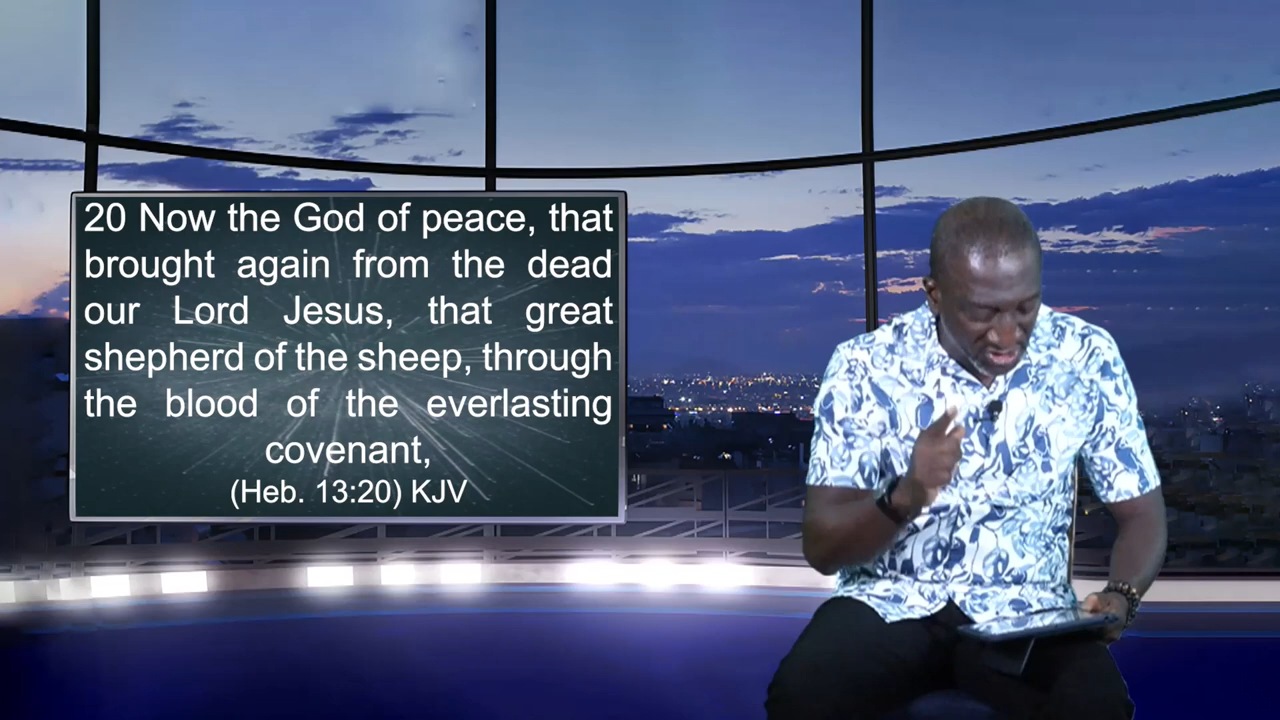 20 Now the God of peace, that
brought again from the dead
our Lord Jesus, that great
shepherd of the sheep, through
the blood of the everlasting
covenant,
(Heb. 13:20) KJV